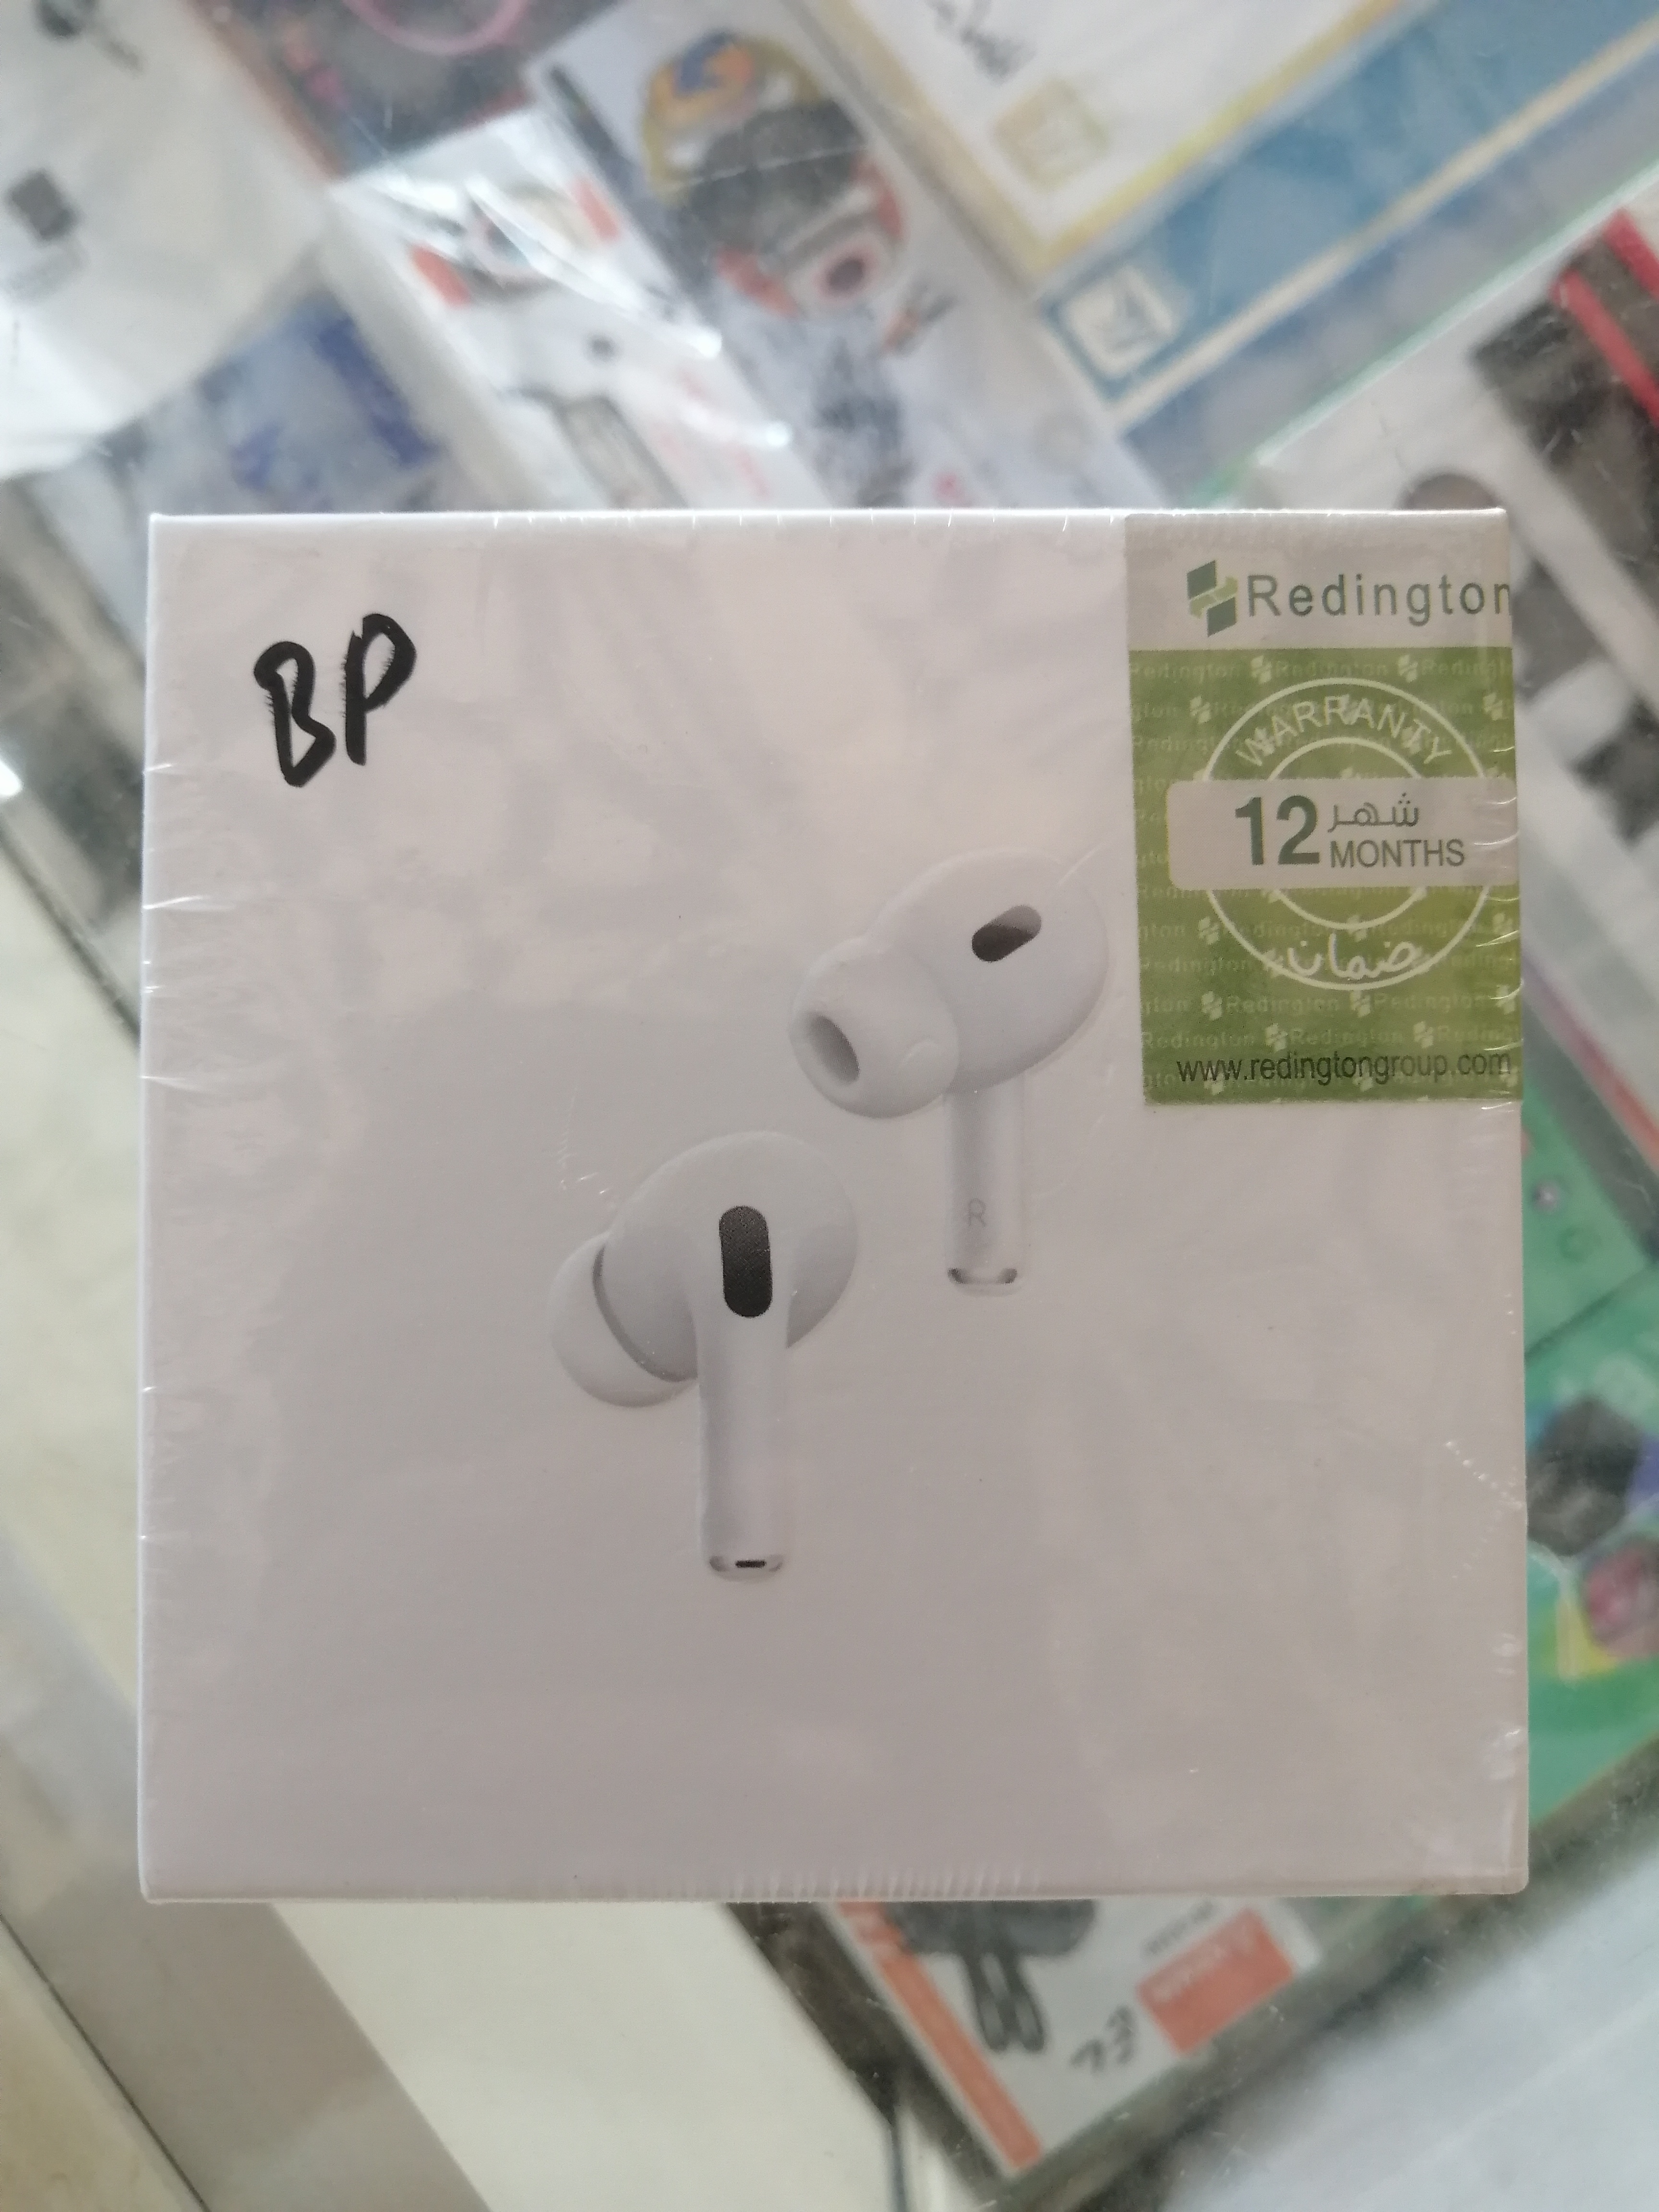 BP
Redington
WARRANTY
12 شهر
MONTHS
ضمان
www.redingtongroup.com
R